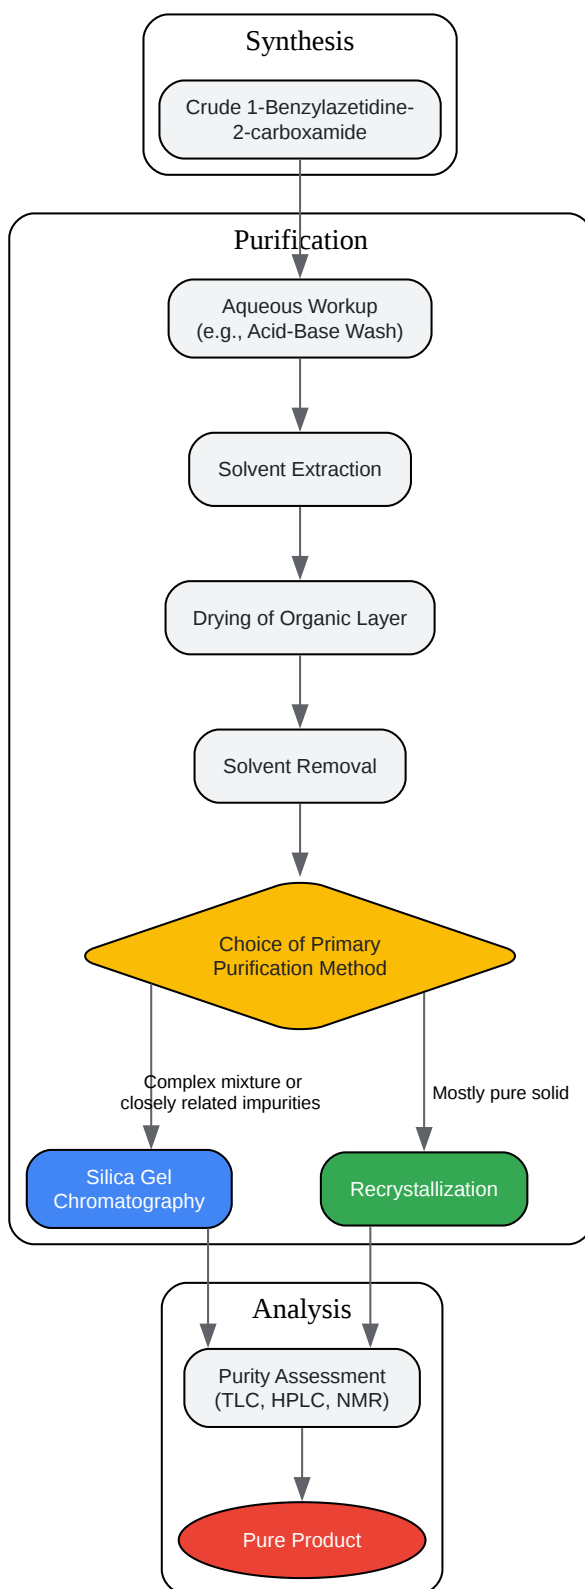 Synthesis
Crude 1-Benzylazetidine-
2-carboxamide
Purification
Aqueous Workup
(e.g., Acid-Base Wash)
Solvent Extraction
Drying of Organic Layer
Solvent Removal
Choice of Primary
Purification Method
Complex mixture or
closely related impurities
Mostly pure solid
Silica Gel
Chromatography
Recrystallization
Analysis
Purity Assessment
(TLC, HPLC, NMR)
Pure Product